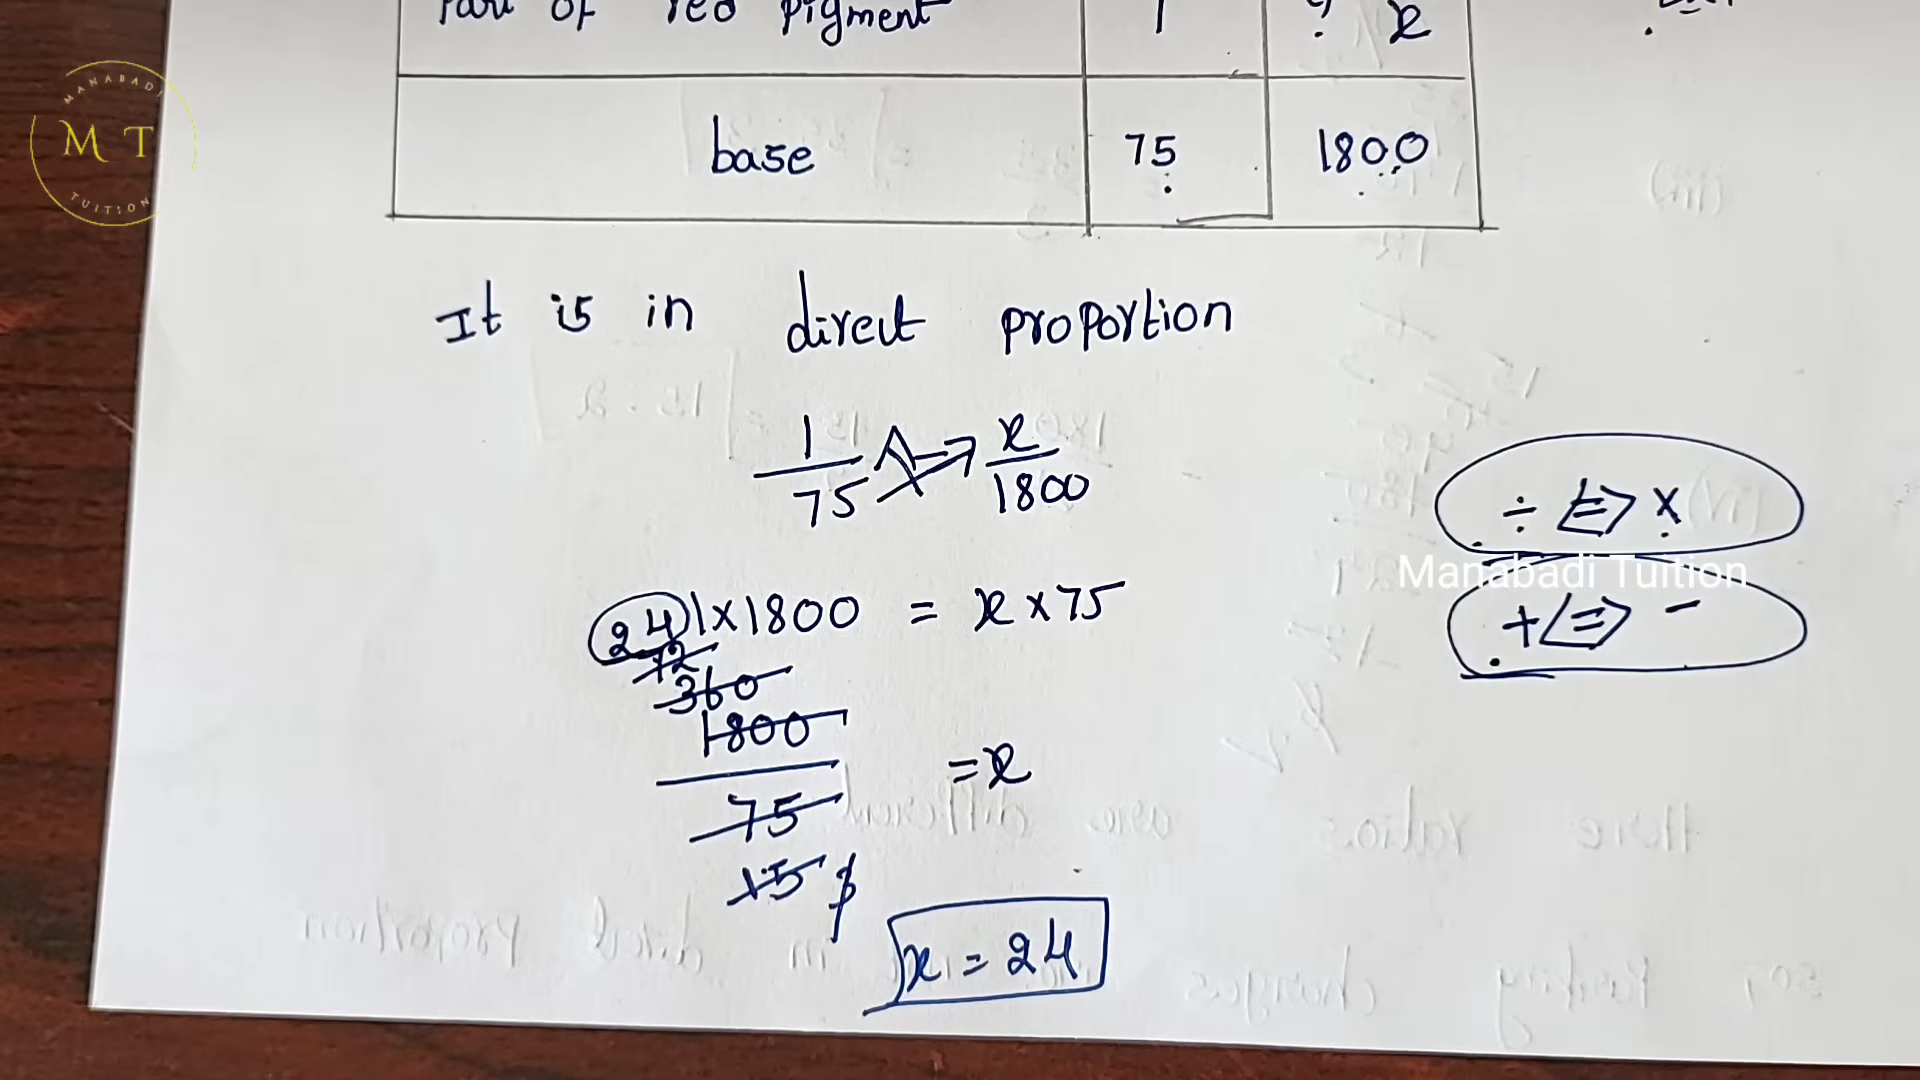 part of red pigment 1 ? x
base 75 1800
MANABADI
M T
TUITION
It is in direct proportion
1/75 = x/1800
÷ <=> ×
Manabadi Tuition
24 1×1800 = x×75
+ <=> −
72
360
1800
= x
75
15
x = 24